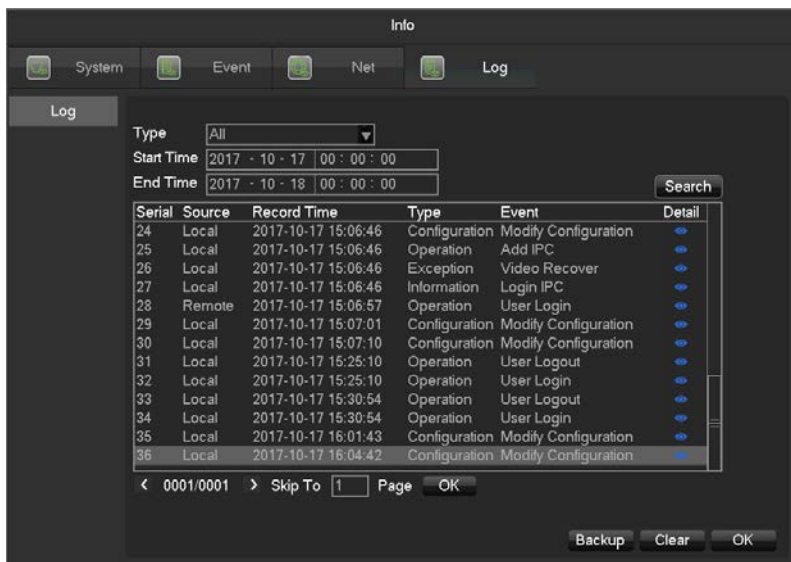 Info
System Event Net Log
Log
Type All
Start Time 2017 - 10 - 17 00 : 00 : 00
End Time 2017 - 10 - 18 00 : 00 : 00
Search
Serial Source Record Time Type Event Detail
24 Local 2017-10-17 15:06:46 Configuration Modify Configuration
25 Local 2017-10-17 15:06:46 Operation Add IPC
26 Local 2017-10-17 15:06:46 Exception Video Recover
27 Local 2017-10-17 15:06:46 Information Login IPC
28 Remote 2017-10-17 15:06:57 Operation User Login
29 Local 2017-10-17 15:07:01 Configuration Modify Configuration
30 Local 2017-10-17 15:07:10 Configuration Modify Configuration
31 Local 2017-10-17 15:25:10 Operation User Logout
32 Local 2017-10-17 15:25:10 Operation User Login
33 Local 2017-10-17 15:30:54 Operation User Logout
34 Local 2017-10-17 15:30:54 Operation User Login
35 Local 2017-10-17 16:01:43 Configuration Modify Configuration
36 Local 2017-10-17 16:04:42 Configuration Modify Configuration
< 0001/0001 > Skip To 1 Page OK
Backup Clear OK